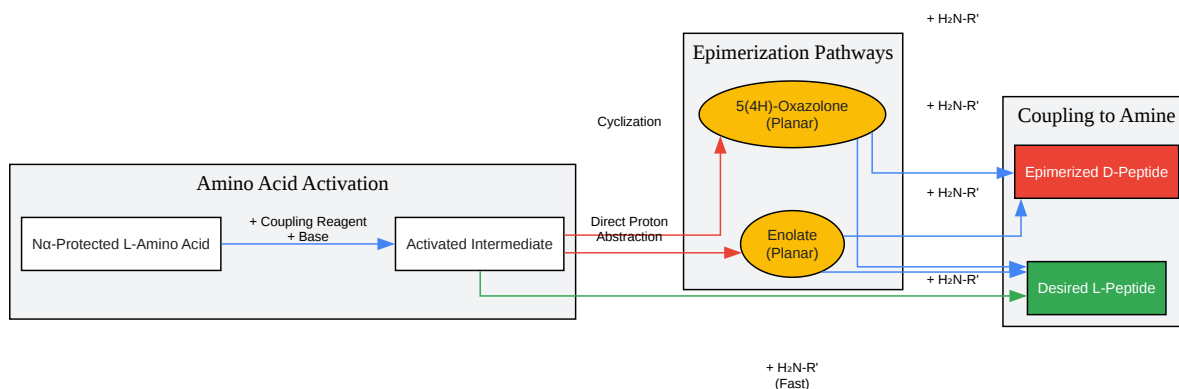 + H₂N-R'
Epimerization Pathways
5(4H)-Oxazolone
(Planar)
+ H₂N-R'
Coupling to Amine
Cyclization
Epimerized D-Peptide
Amino Acid Activation
+ H₂N-R'
Nα-Protected L-Amino Acid
+ Coupling Reagent
+ Base
Activated Intermediate
Direct Proton
Abstraction
Enolate
(Planar)
+ H₂N-R'
Desired L-Peptide
+ H₂N-R'
(Fast)